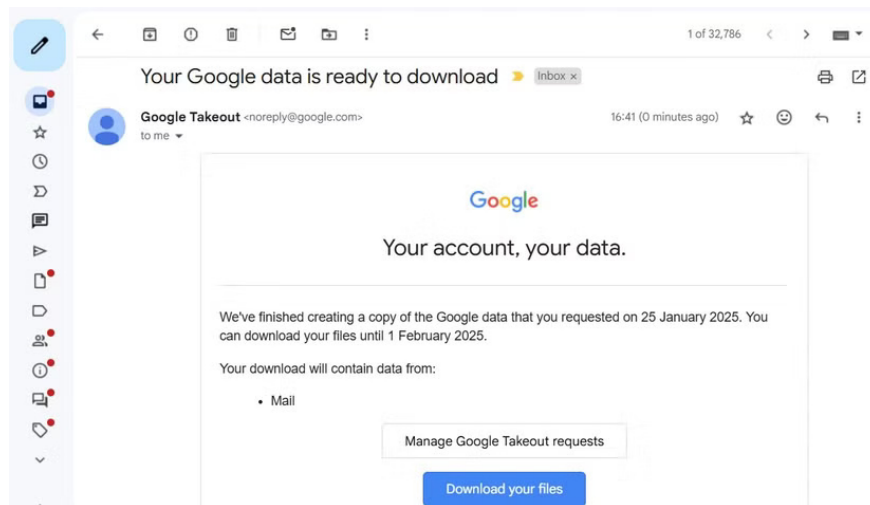 1 of 32,786
Your Google data is ready to download Inbox ×
Google Takeout <noreply@google.com> 16:41 (0 minutes ago)
to me
Google
Your account, your data.
We've finished creating a copy of the Google data that you requested on 25 January 2025. You
can download your files until 1 February 2025.
Your download will contain data from:
• Mail
Manage Google Takeout requests
Download your files